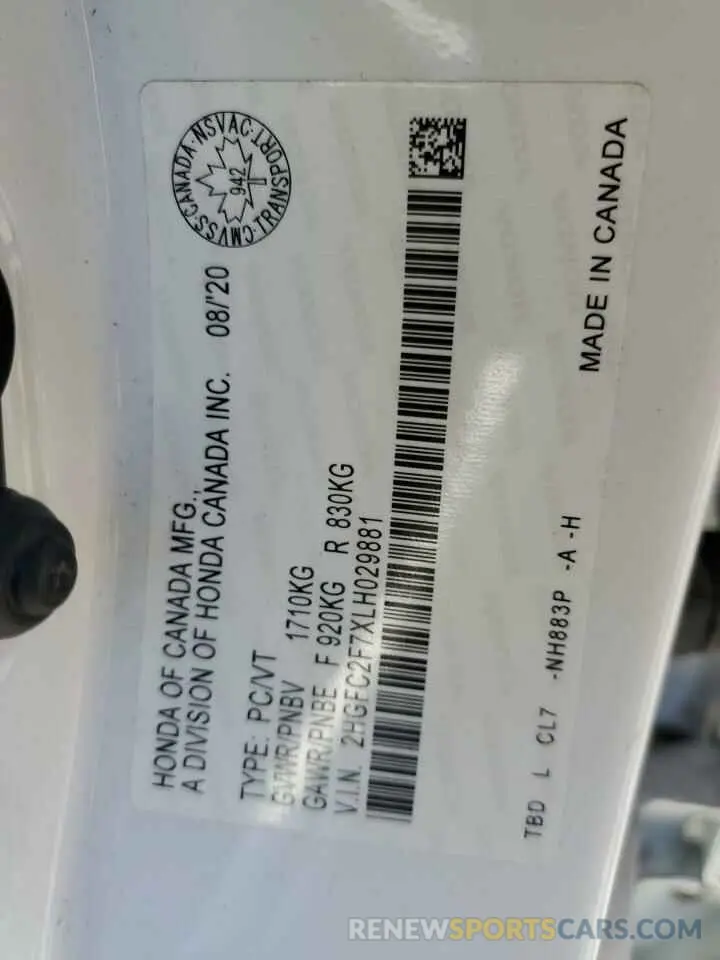 HONDA OF CANADA MFG.,
A DIVISION OF HONDA CANADA INC. 08/'20
CMVSS·CANADA·NSVAC·TRANSPORT·
942
TYPE: PC/VT
GVWR/PNBV 1710KG
GAWR/PNBE F 920KG R 830KG
V.I.N. 2HGFC2F7XLH029881
TBD L CL7 -NH883P -A -H
MADE IN CANADA
RENEWSPORTSCARS.COM